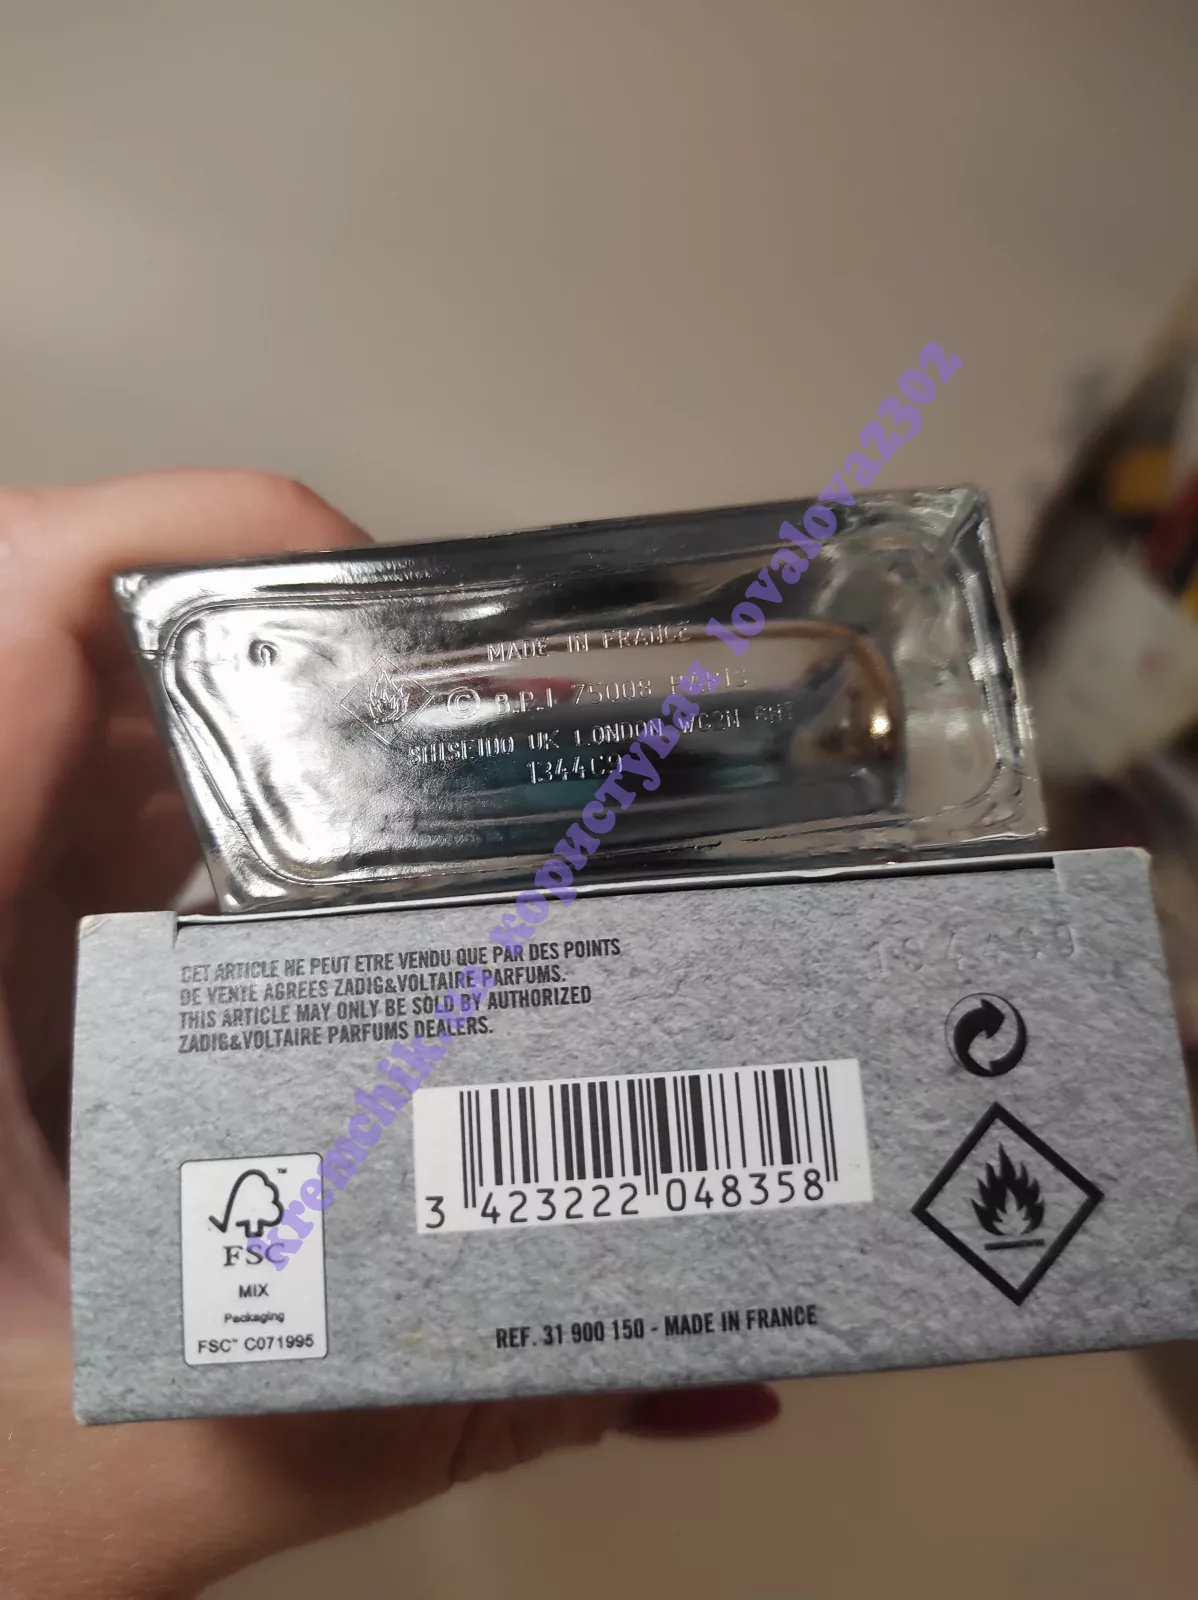 MADE IN FRANCE
© B.P.I 75008 PARIS
SHISEIDO UK LONDON WC2N 6HT
1344C9
CET ARTICLE NE PEUT ETRE VENDU QUE PAR DES POINTS
DE VENTE AGREES ZADIG&VOLTAIRE PARFUMS.
THIS ARTICLE MAY ONLY BE SOLD BY AUTHORIZED
ZADIG&VOLTAIRE PARFUMS DEALERS.
3 423222 048358
FSC™
MIX
Packaging
FSC™ C071995
REF. 31 900 150 - MADE IN FRANCE
lovalova2302